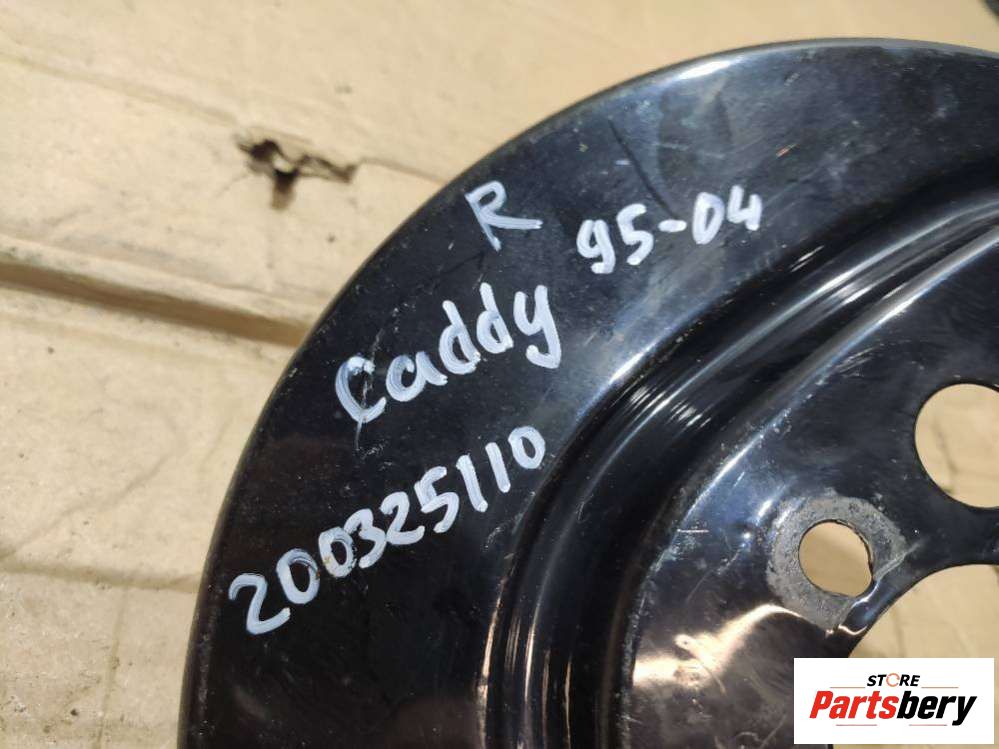 R 95-04
Caddy
200325110
STORE
Partsbery